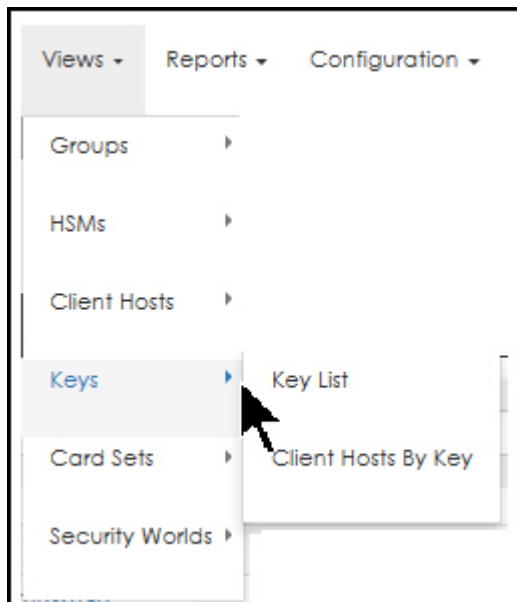 Views Reports Configuration
Groups
HSMs
Client Hosts
Keys
Key List
Card Sets
Client Hosts By Key
Security Worlds